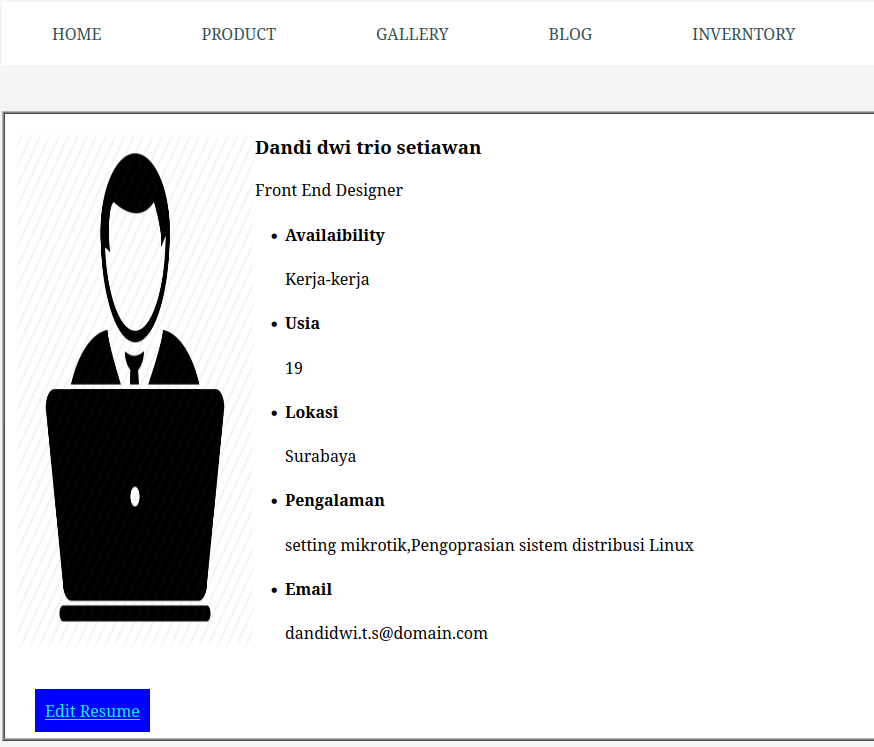 HOME PRODUCT GALLERY BLOG INVERNTORY
Dandi dwi trio setiawan
Front End Designer
• Availaibility
Kerja-kerja
• Usia
19
• Lokasi
Surabaya
• Pengalaman
setting mikrotik,Pengoprasian sistem distribusi Linux
• Email
dandidwi.t.s@domain.com
Edit Resume